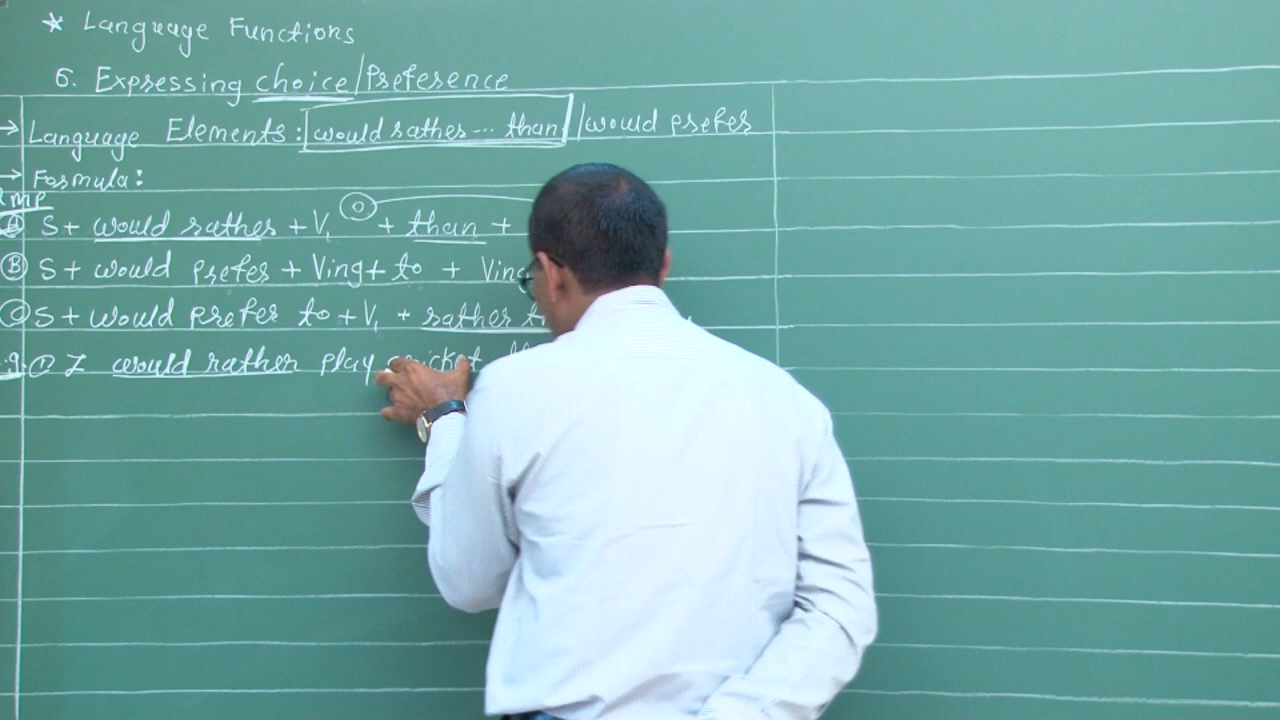 * Language Functions
6. Expressing choice/Preference
→ Language Elements: would rather... than/would prefer
→ Formula:
Imp
Ⓐ S + would rather + V₁ Ⓞ + than +
Ⓑ S + would prefer + Ving + to + Ving
Ⓒ S + would prefer to + V₁ + rather
① I would rather play cricket